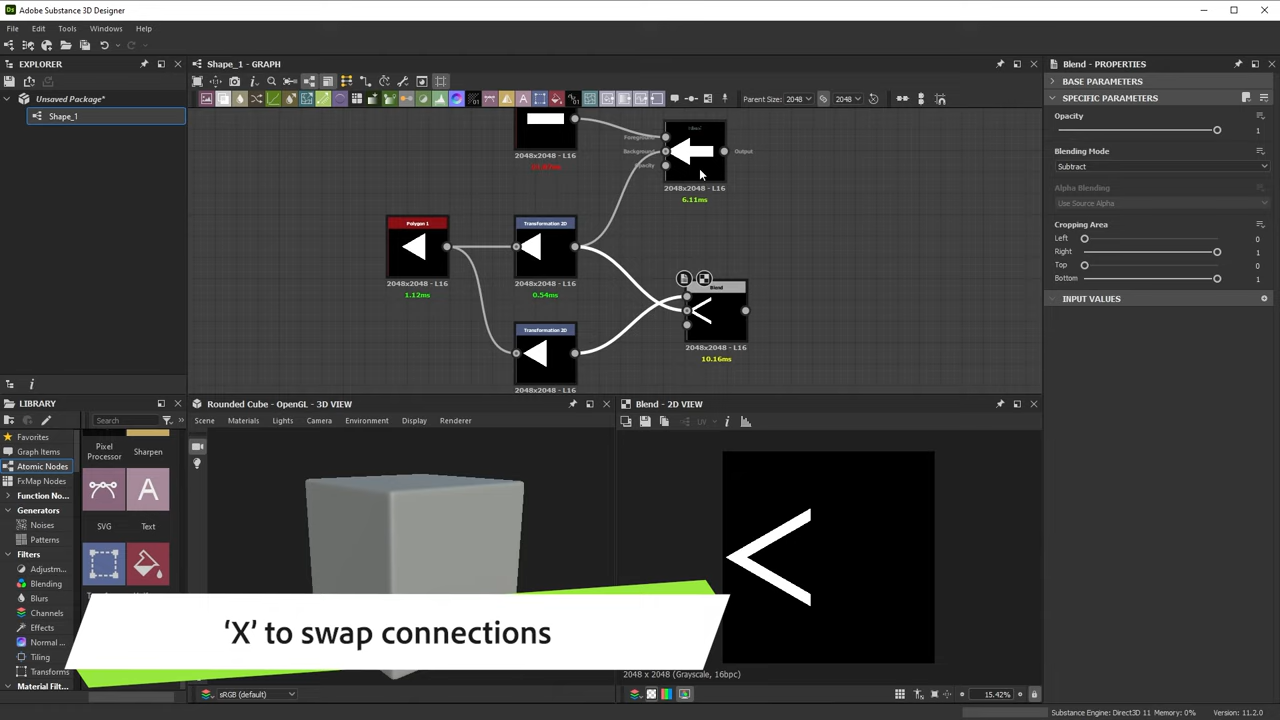 Ds Adobe Substance 3D Designer
File Edit Tools Windows Help
EXPLORER
Unsaved Package*
Shape_1
Shape_1 - GRAPH
Parent Size: 2048 2048
2048x2048 - L16
Foreground
Background
Output
2048x2048 - L16
6.11ms
Polygon 1
2048x2048 - L16
1.12ms
Transformation 2D
2048x2048 - L16
0.54ms
Transformation 2D
2048x2048 - L16
Blend
2048x2048 - L16
10.16ms
Blend - PROPERTIES
BASE PARAMETERS
SPECIFIC PARAMETERS
Opacity
1
Blending Mode
Subtract
Alpha Blending
Use Source Alpha
Cropping Area
Left 0
Right 1
Top 0
Bottom 1
INPUT VALUES
LIBRARY
Search
Favorites
Graph Items
Atomic Nodes
FxMap Nodes
Function No...
Generators
Noises
Patterns
Filters
Adjustm...
Blending
Blurs
Channels
Effects
Normal ...
Tiling
Transforms
Material Filt...
Pixel
Processor
Sharpen
SVG
Text
Rounded Cube - OpenGL - 3D VIEW
Scene Materials Lights Camera Environment Display Renderer
sRGB (default)
Blend - 2D VIEW
UV
2048 x 2048 (Grayscale, 16bpc)
15.42%
'X' to swap connections
Substance Engine: Direct3D 11 Memory: 0% Version: 11.2.0